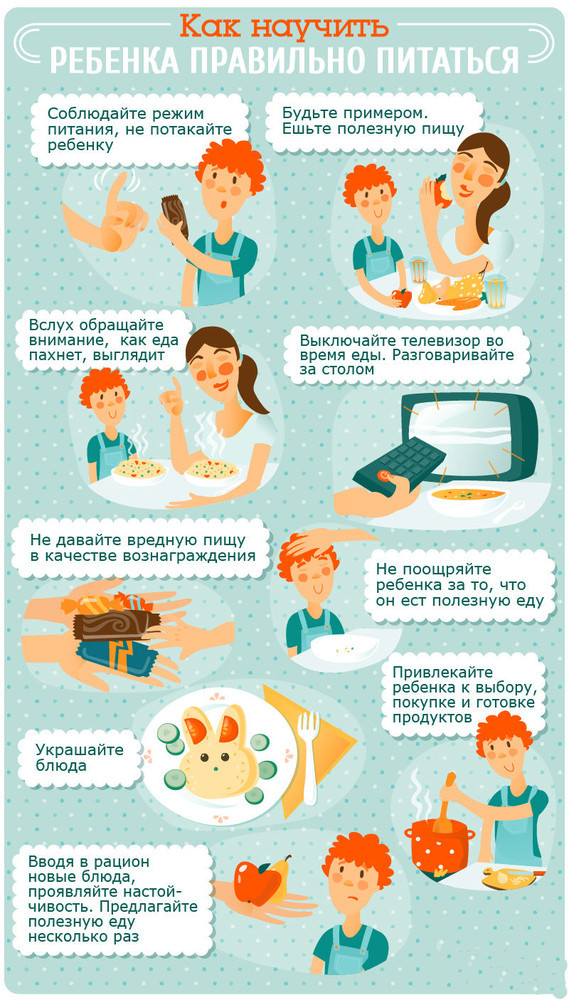 Как научить
РЕБЕНКА ПРАВИЛЬНО ПИТАТЬСЯ
Соблюдайте режим
питания, не потакайте
ребенку
Будьте примером.
Ешьте полезную пищу
Вслух обращайте
внимание, как еда
пахнет, выглядит
Выключайте телевизор во
время еды. Разговаривайте
за столом
Не давайте вредную пищу
в качестве вознаграждения
Не поощряйте
ребенка за то, что
он ест полезную еду
Привлекайте
ребенка к выбору,
покупке и готовке
продуктов
Украшайте
блюда
Вводя в рацион
новые блюда,
проявляйте настой-
чивость. Предлагайте
полезную еду
несколько раз